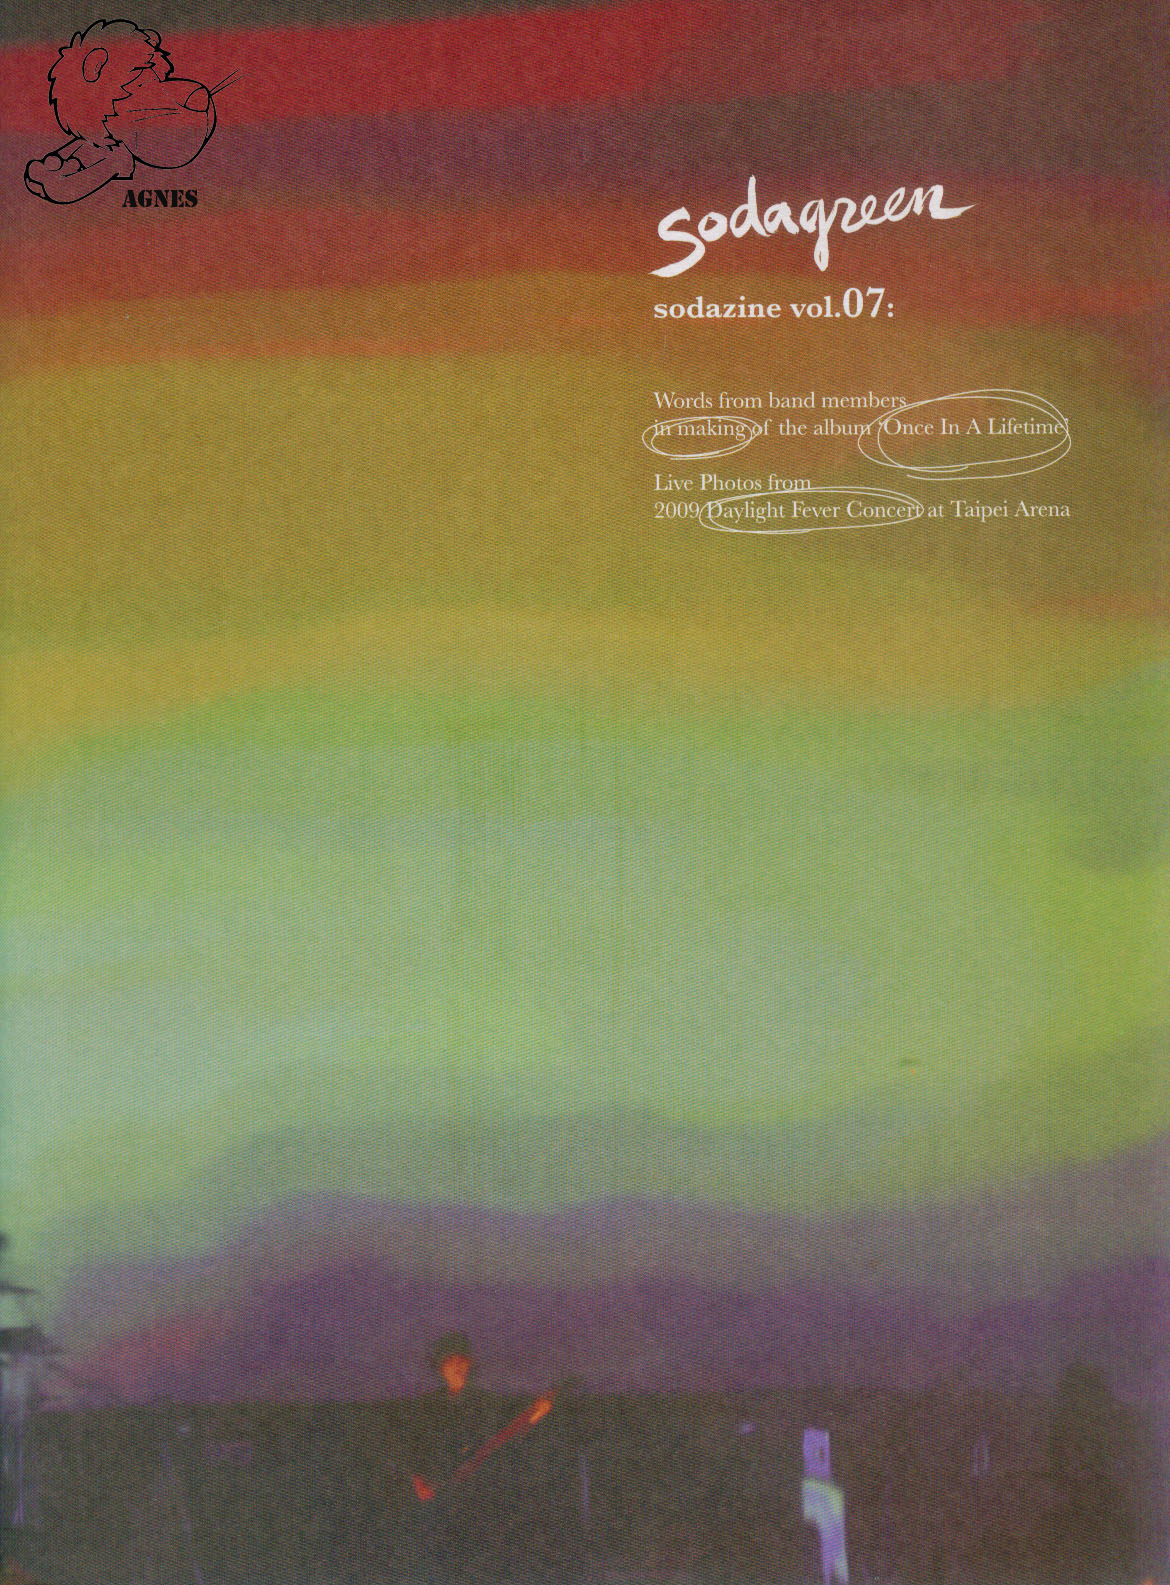 AGNES
sodagreen
sodazine vol.07:
Words from band members
in making of the album 'Once In A Lifetime'
Live Photos from
2009 Daylight Fever Concert at Taipei Arena